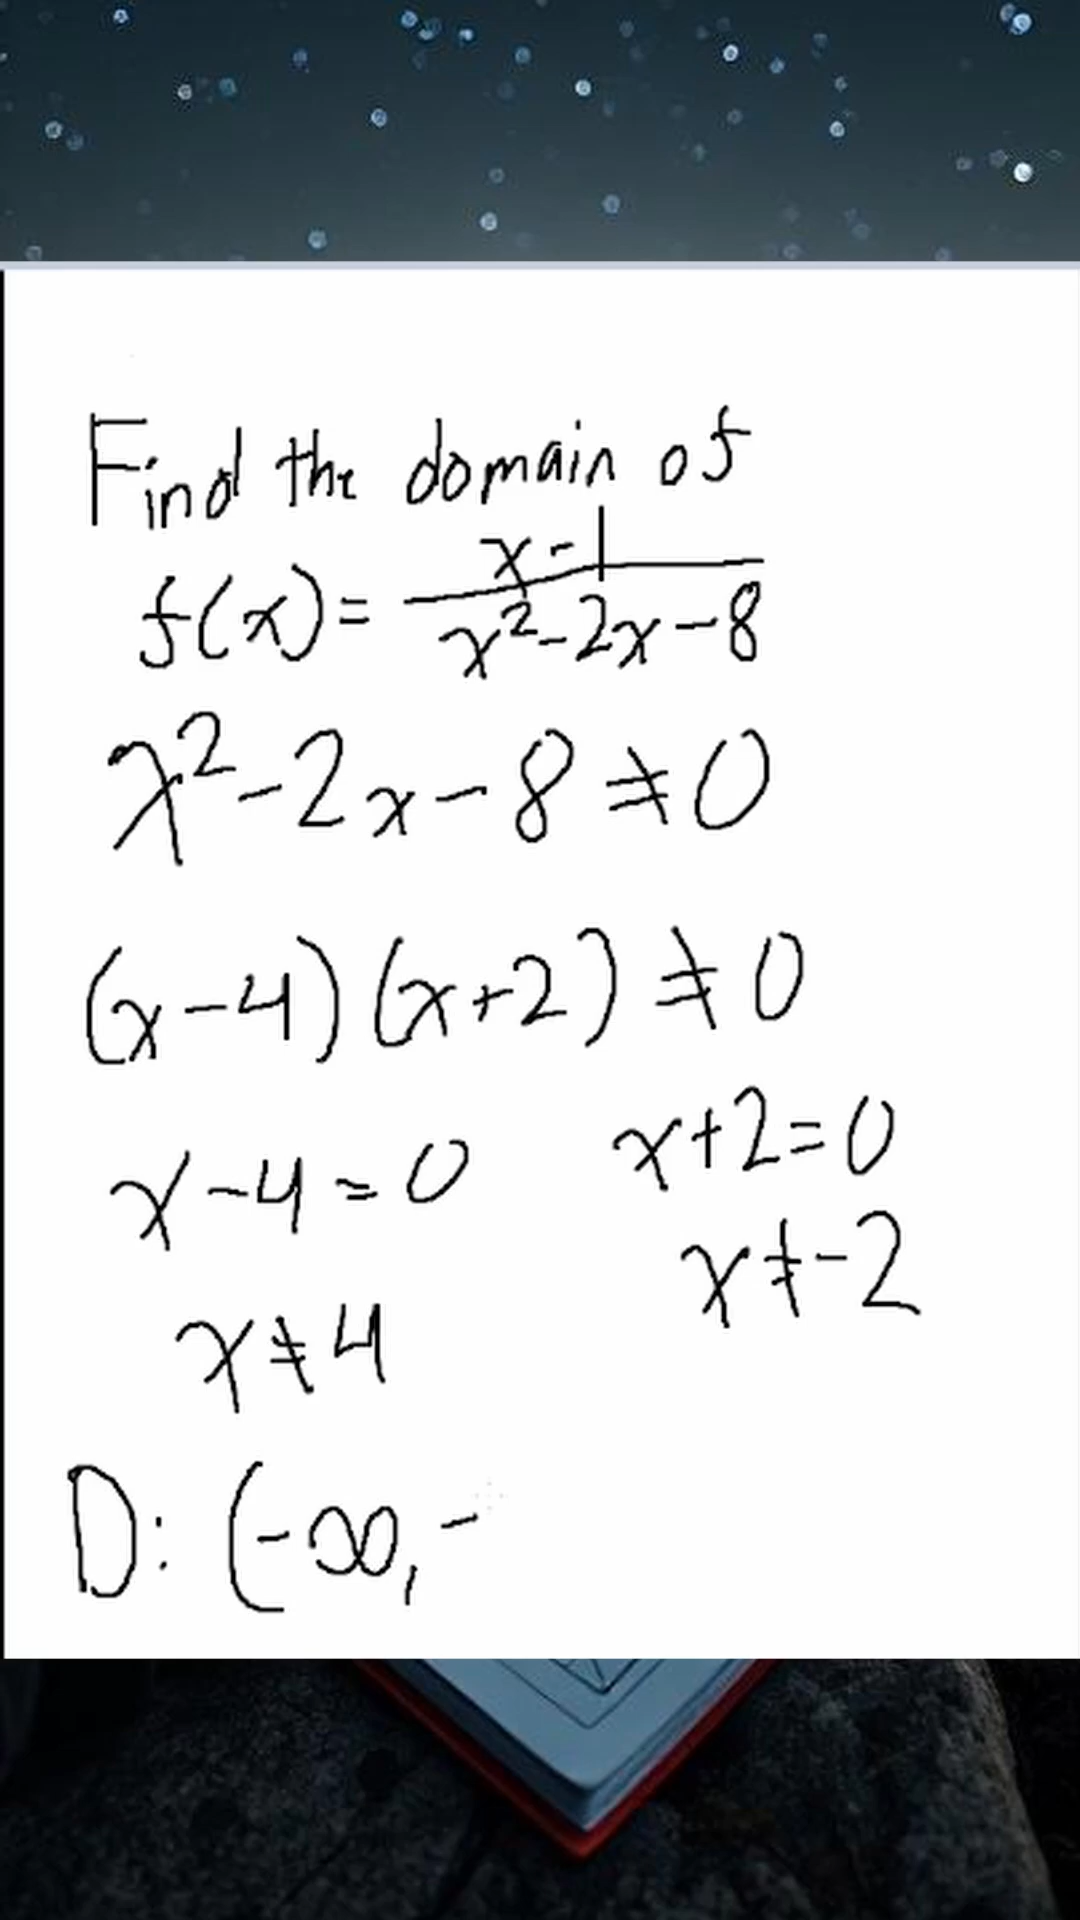 Find the domain of
f(x) = x-1 / x²-2x-8
x²-2x-8≠0
(x-4)(x+2)≠0
x-4=0
x+2=0
x≠4
x≠-2
D: (-∞,-